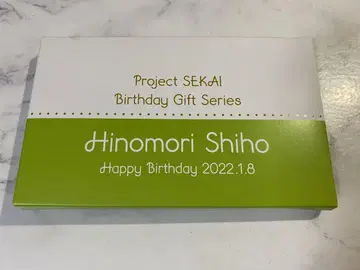 Project SEKAI
Birthday Gift Series
Hinomori Shiho
Happy Birthday 2022.1.8